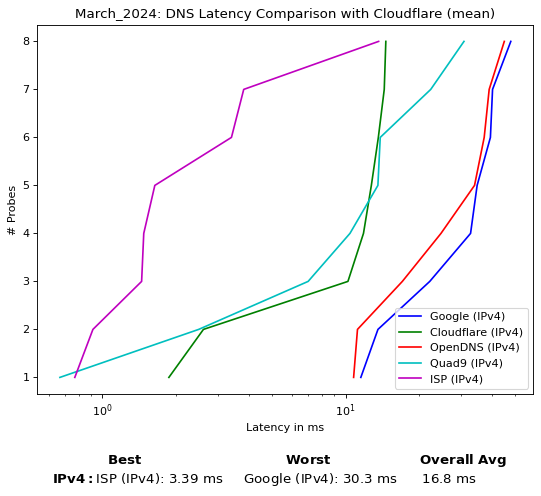 March_2024: DNS Latency Comparison with Cloudflare (mean)
8
7
6
5
4
3
2
1
# Probes
10^0 10^1
Latency in ms
Google (IPv4)
Cloudflare (IPv4)
OpenDNS (IPv4)
Quad9 (IPv4)
ISP (IPv4)
Best Worst Overall Avg
IPv4: ISP (IPv4): 3.39 ms Google (IPv4): 30.3 ms 16.8 ms